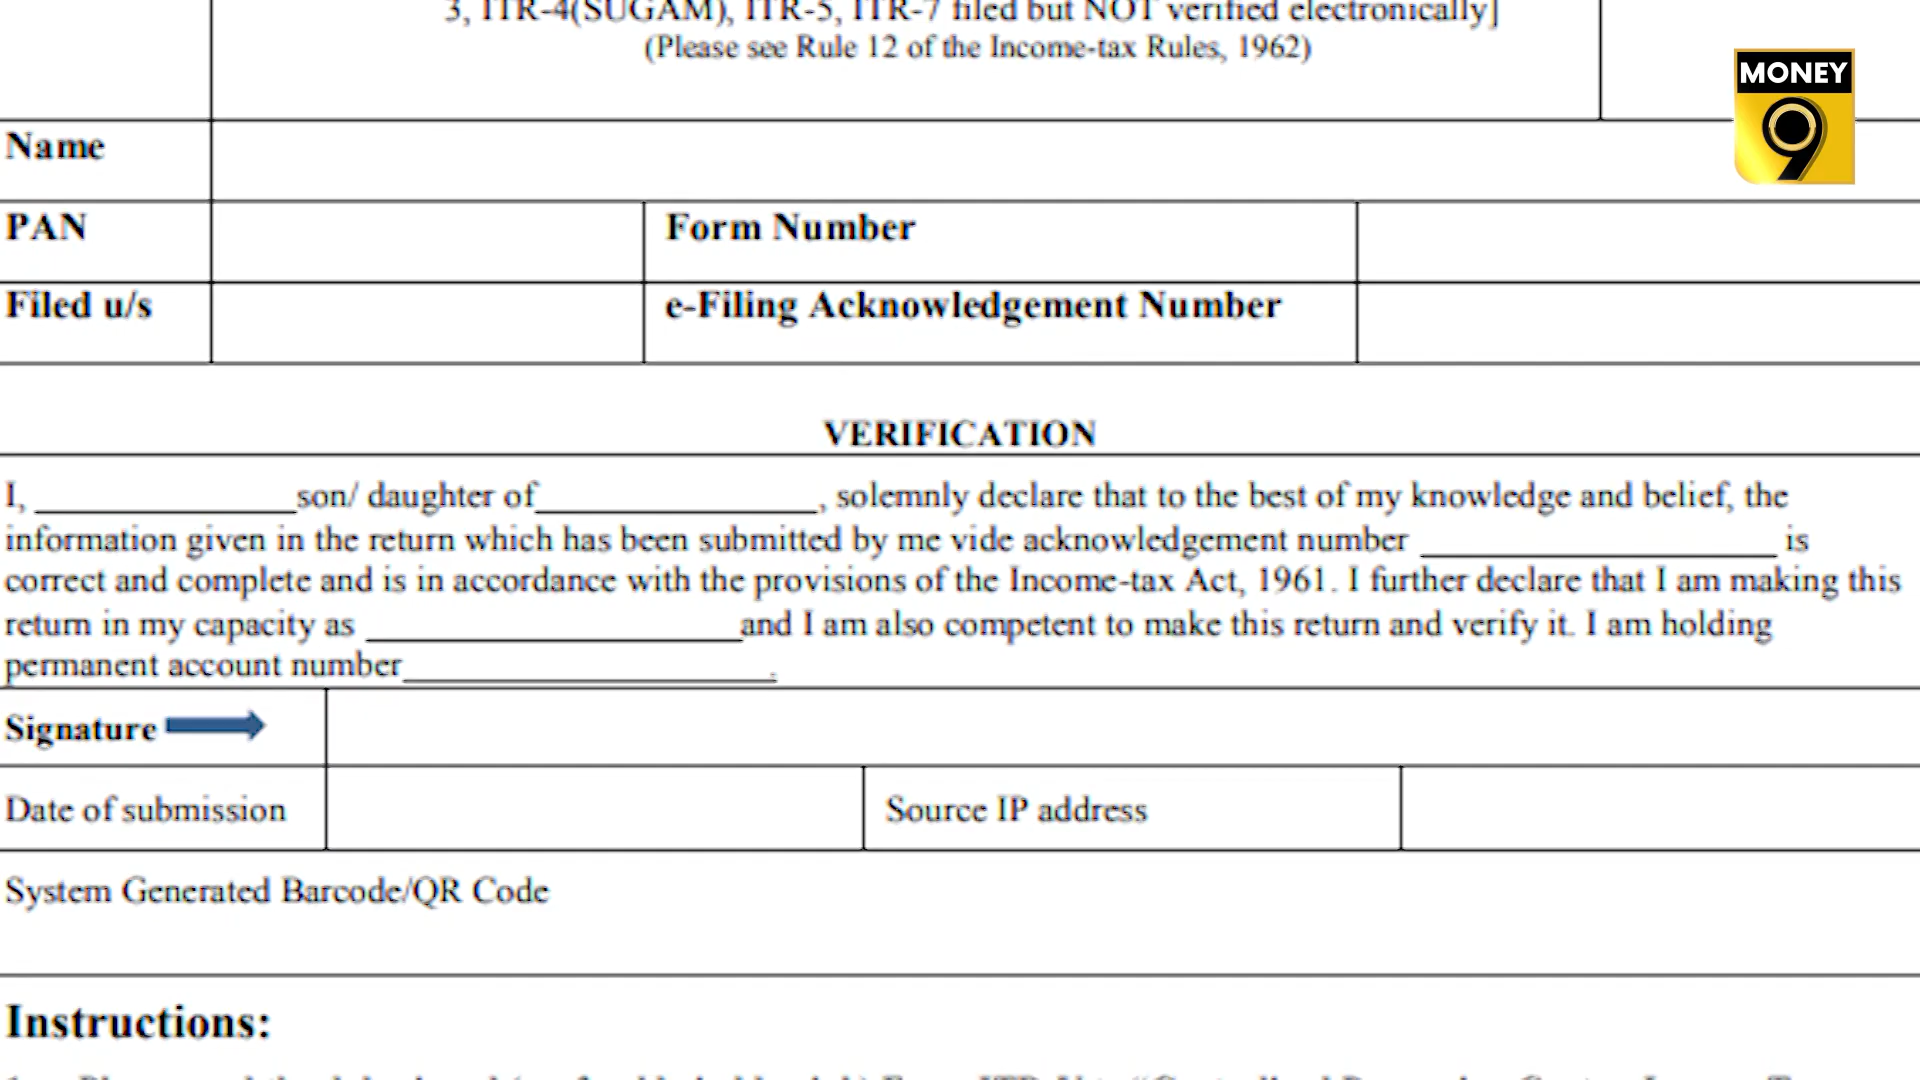 3, ITR-4(SUGAM), ITR-5, ITR-7 filed but NOT verified electronically]
(Please see Rule 12 of the Income-tax Rules, 1962)
MONEY
9
Name
PAN
Form Number
Filed u/s
e-Filing Acknowledgement Number
VERIFICATION
I, ______________son/ daughter of_______________, solemnly declare that to the best of my knowledge and belief, the
information given in the return which has been submitted by me vide acknowledgement number ___________________ is
correct and complete and is in accordance with the provisions of the Income-tax Act, 1961. I further declare that I am making this
return in my capacity as ____________________and I am also competent to make this return and verify it. I am holding
permanent account number____________________.
Signature
Date of submission
Source IP address
System Generated Barcode/QR Code
Instructions: